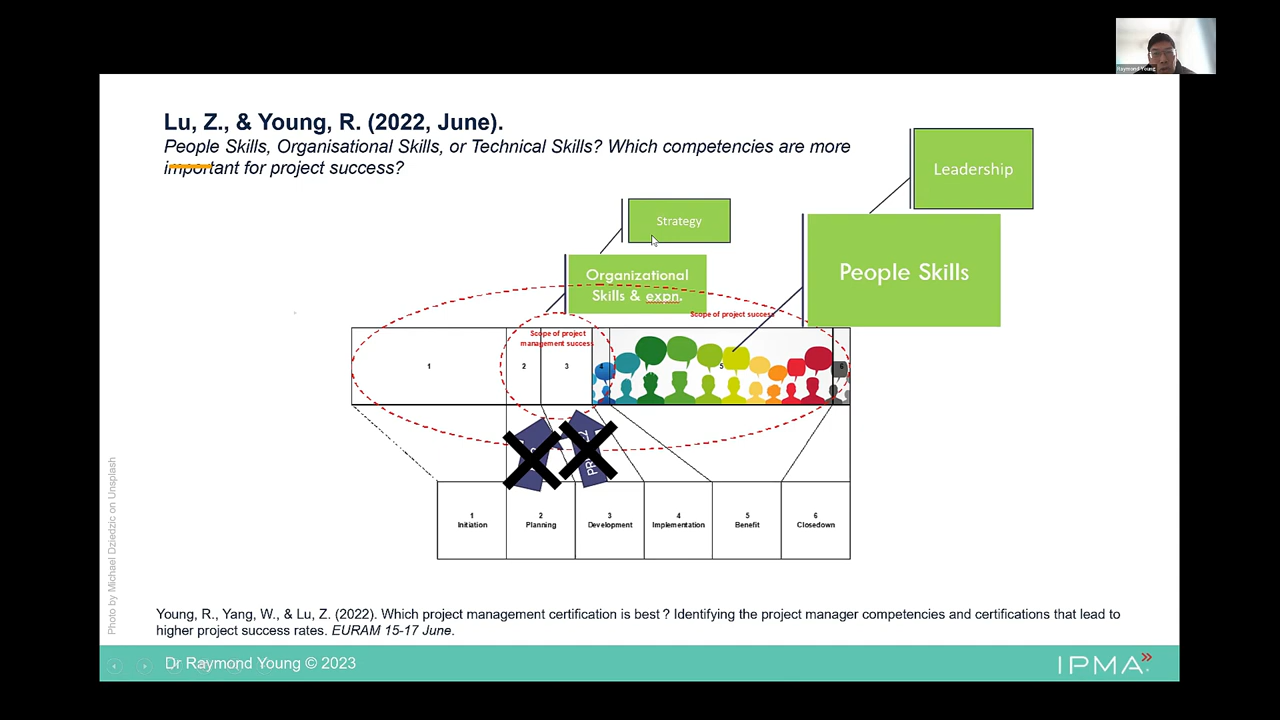 Raymond Young
Lu, Z., & Young, R. (2022, June).
People Skills, Organisational Skills, or Technical Skills? Which competencies are more
important for project success?
Leadership
Strategy
People Skills
Organizational
Skills & expn.
Scope of project success
Scope of project
management success
1
2
3
4
5
6
1
Initiation
2
Planning
3
Development
4
Implementation
5
Benefit
6
Closedown
Photo by Michael Dziedzic on Unsplash
Young, R., Yang, W., & Lu, Z. (2022). Which project management certification is best? Identifying the project manager competencies and certifications that lead to
higher project success rates. EURAM 15-17 June.
Dr Raymond Young © 2023
IPMA